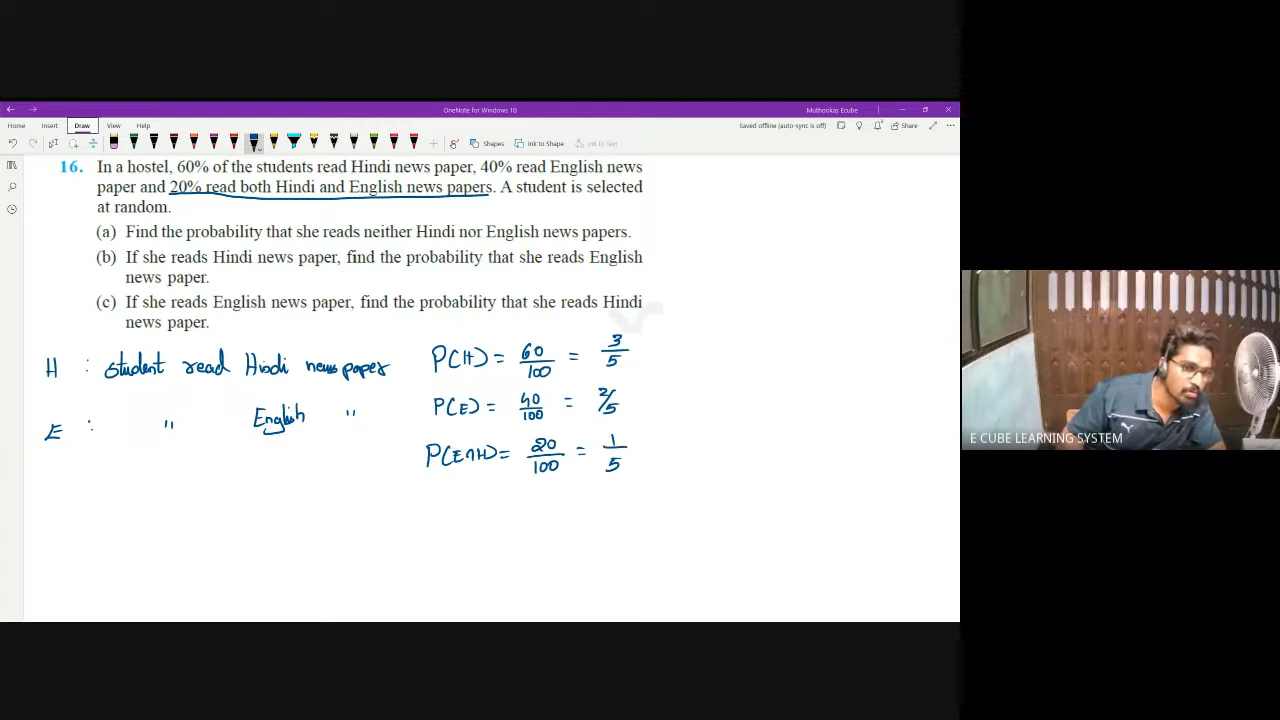 OneNote for Windows 10
Muthookas Ecube
Home Insert Draw View Help
Saved offline (auto-sync is off)
Share
Shapes
Ink to Shape
Ink to Text
16. In a hostel, 60% of the students read Hindi news paper, 40% read English news
paper and 20% read both Hindi and English news papers. A student is selected
at random.
(a) Find the probability that she reads neither Hindi nor English news papers.
(b) If she reads Hindi news paper, find the probability that she reads English
news paper.
(c) If she reads English news paper, find the probability that she reads Hindi
news paper.
H : student read Hindi newspaper P(H) = 60/100 = 3/5
E : " English " P(E) = 40/100 = 2/5
P(E∩H) = 20/100 = 1/5
E CUBE LEARNING SYSTEM